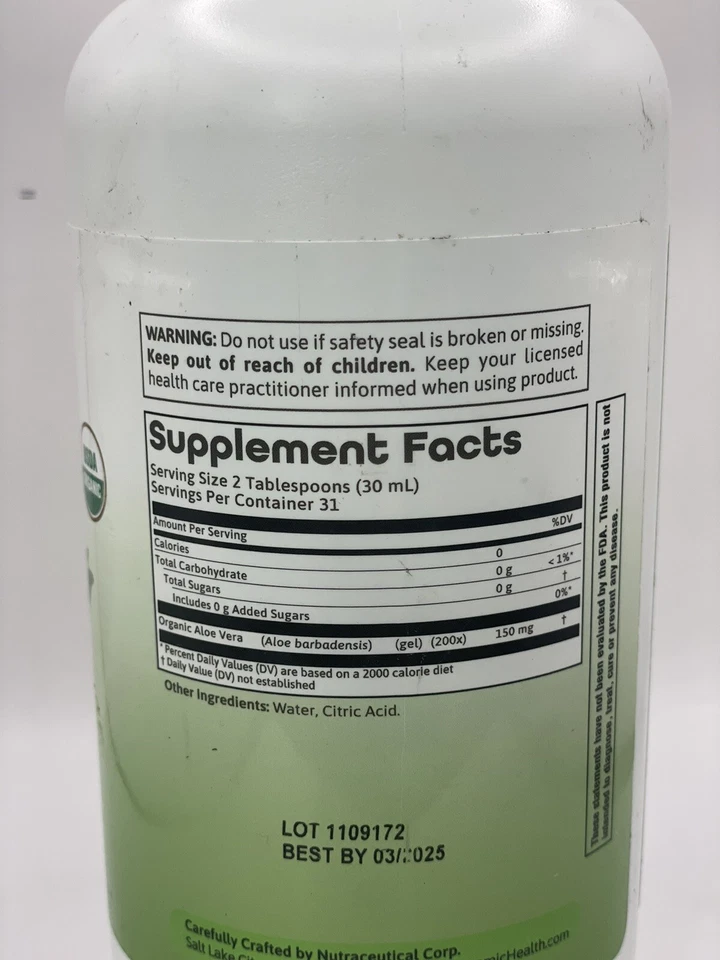 WARNING: Do not use if safety seal is broken or missing.
Keep out of reach of children. Keep your licensed
health care practitioner informed when using product.
Supplement Facts
Serving Size 2 Tablespoons (30 mL)
Servings Per Container 31
Amount Per Serving %DV
Calories 0
Total Carbohydrate 0 g <1%*
Total Sugars 0 g †
Includes 0 g Added Sugars 0%*
Organic Aloe Vera (Aloe barbadensis) (gel) (200x) 150 mg †
* Percent Daily Values (DV) are based on a 2000 calorie diet
† Daily Value (DV) not established
Other Ingredients: Water, Citric Acid.
These statements have not been evaluated by the FDA. This product is not
intended to diagnose, treat, cure or prevent any disease.
LOT 1109172
BEST BY 03/2025
Carefully Crafted by Nutraceutical Corp.
Salt Lake